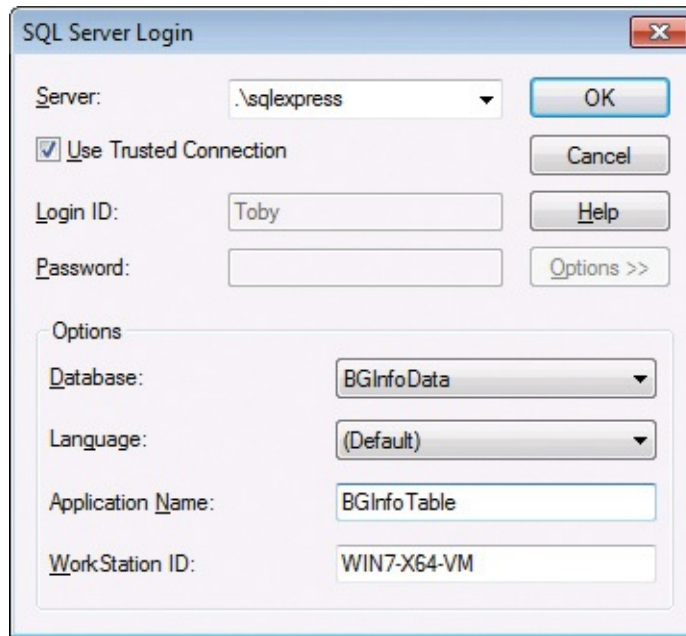 SQL Server Login
Server: .\sqlexpress OK
Use Trusted Connection Cancel
Login ID: Toby Help
Password: Options >>
Options
Database: BGInfoData
Language: (Default)
Application Name: BGInfoTable
WorkStation ID: WIN7-X64-VM